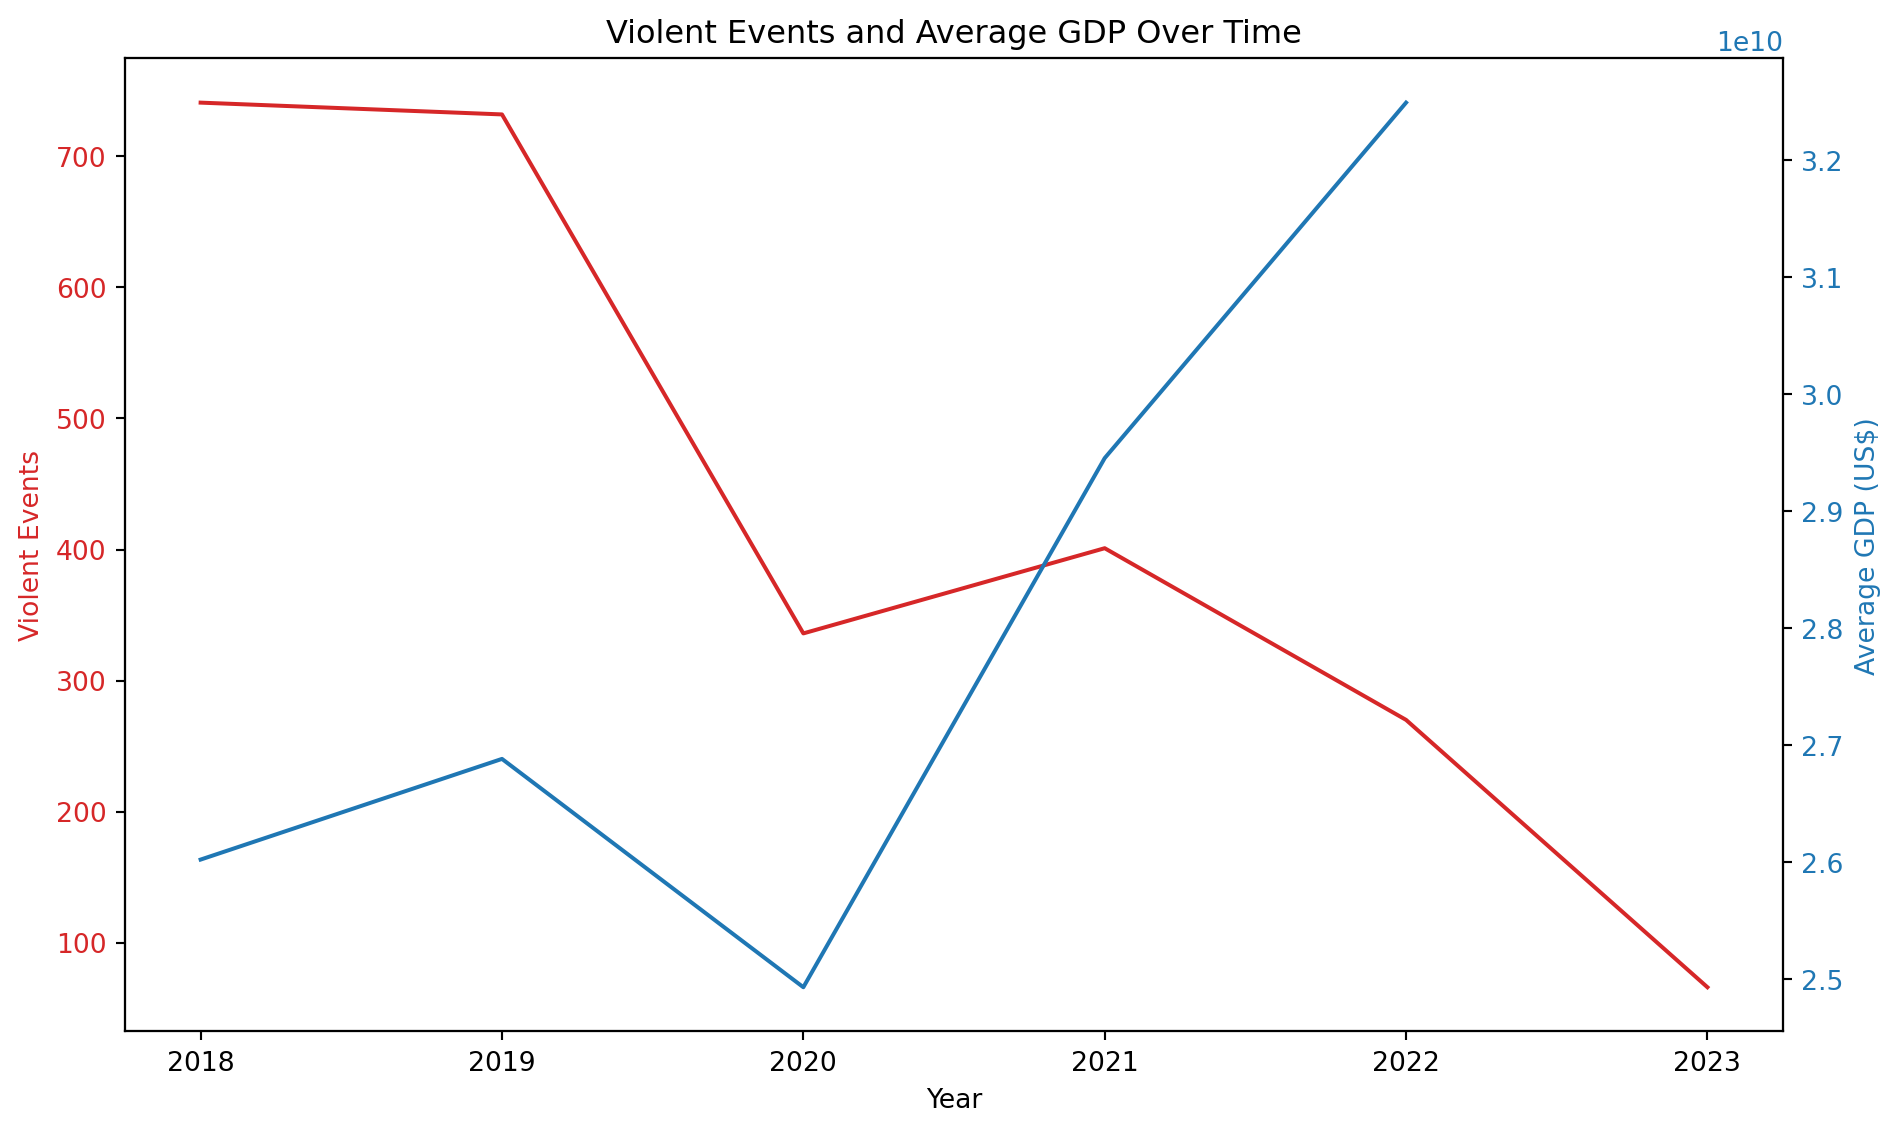 Violent Events and Average GDP Over Time
1e10
700
600
500
400
300
200
100
Violent Events
3.2
3.1
3.0
2.9
2.8
2.7
2.6
2.5
Average GDP (US$)
2018 2019 2020 2021 2022 2023
Year